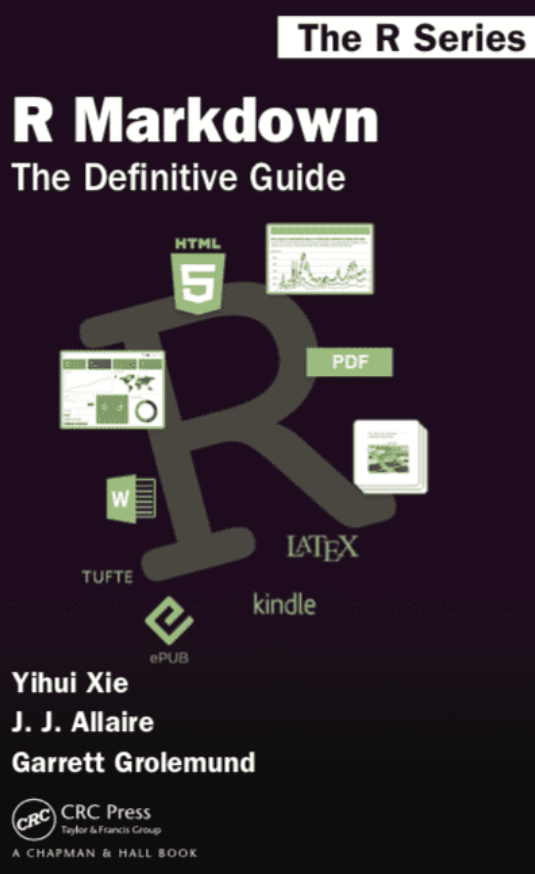 The R Series
R Markdown
The Definitive Guide
HTML
5
PDF
W
LATEX
TUFTE
kindle
ePUB
R
Yihui Xie
J. J. Allaire
Garrett Grolemund
CRC CRC Press
Taylor & Francis Group
A CHAPMAN & HALL BOOK